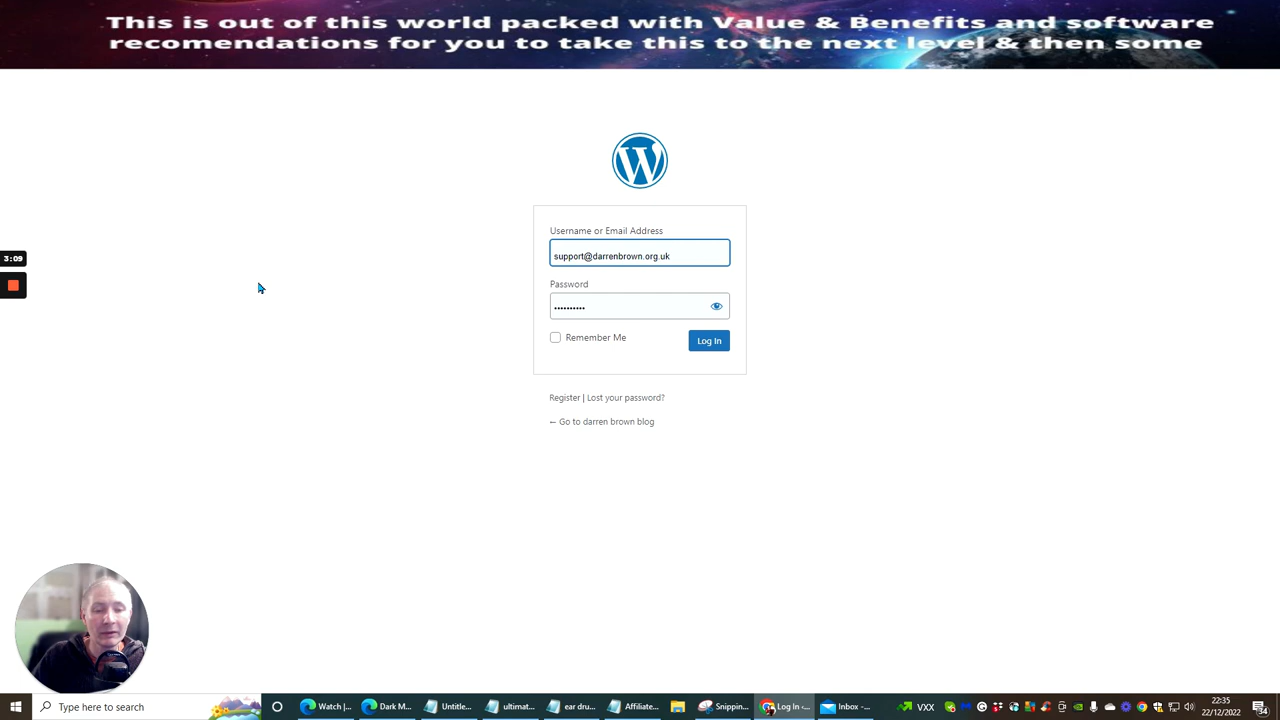 This is out of this world packed with Value & Benefits and software
recomendations for you to take this to the next level & then some
Username or Email Address
support@darrenbrown.org.uk
3:09
Password
••••••••••
Remember Me
Log In
Register | Lost your password?
← Go to darren brown blog
Type here to search
Watch |...
Dark M...
Untitle...
ultimat...
ear dru...
Affiliate...
Snippin...
Log In ‹...
Inbox -...
VXX
22:35
22/12/2022